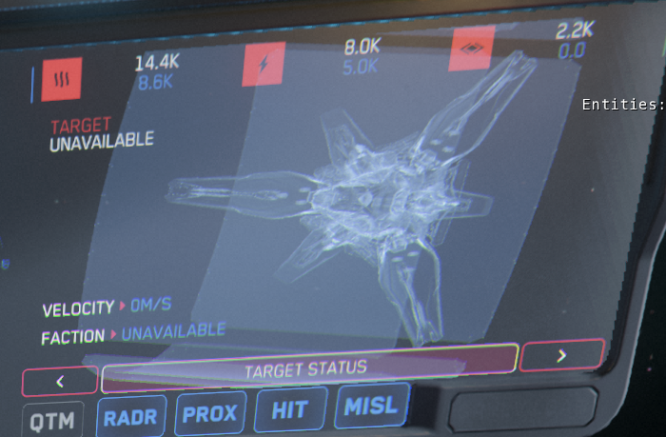 14.4K
8.6K
8.0K
5.0K
2.2K
0.0
Entities:
TARGET
UNAVAILABLE
VELOCITY 0M/S
FACTION UNAVAILABLE
< TARGET STATUS >
QTM RADR PROX HIT MISL